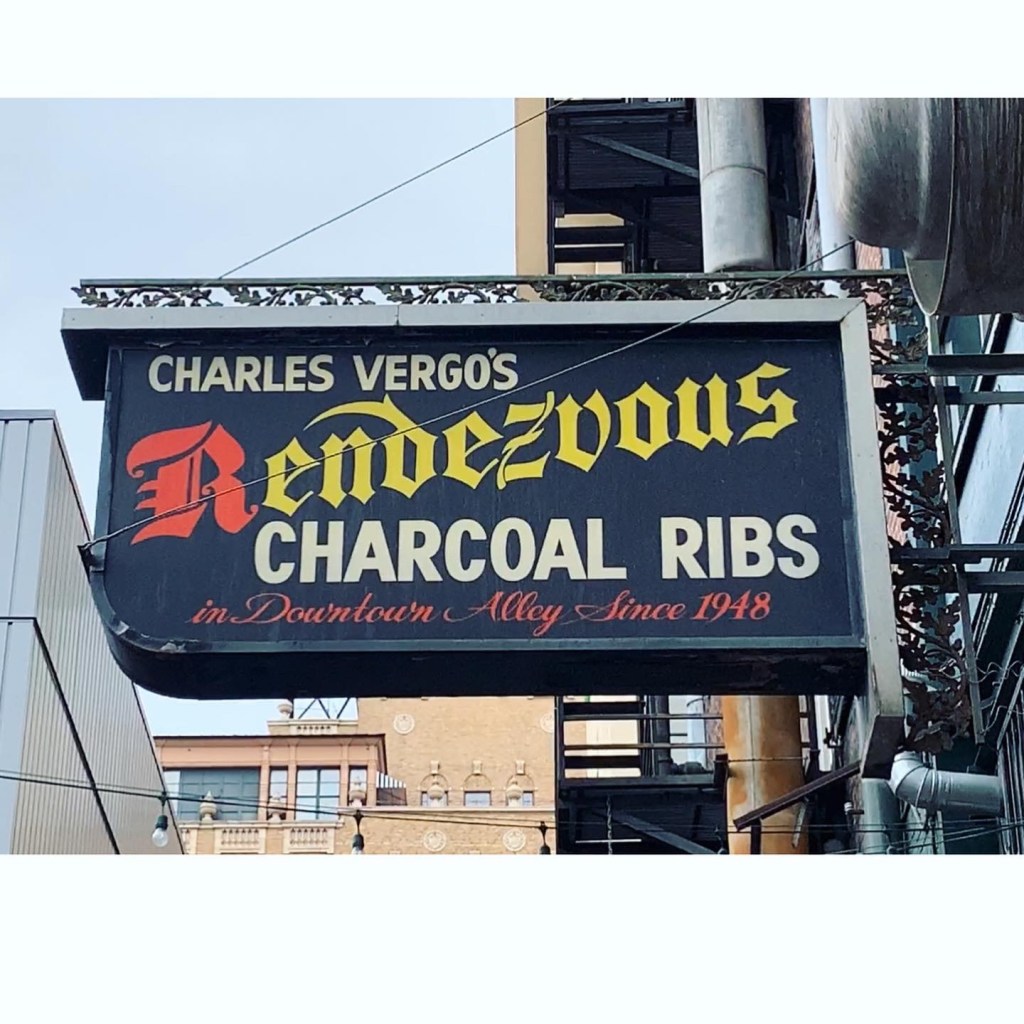 CHARLES VERGO'S
Rendezvous
CHARCOAL RIBS
in Downtown Alley Since 1948